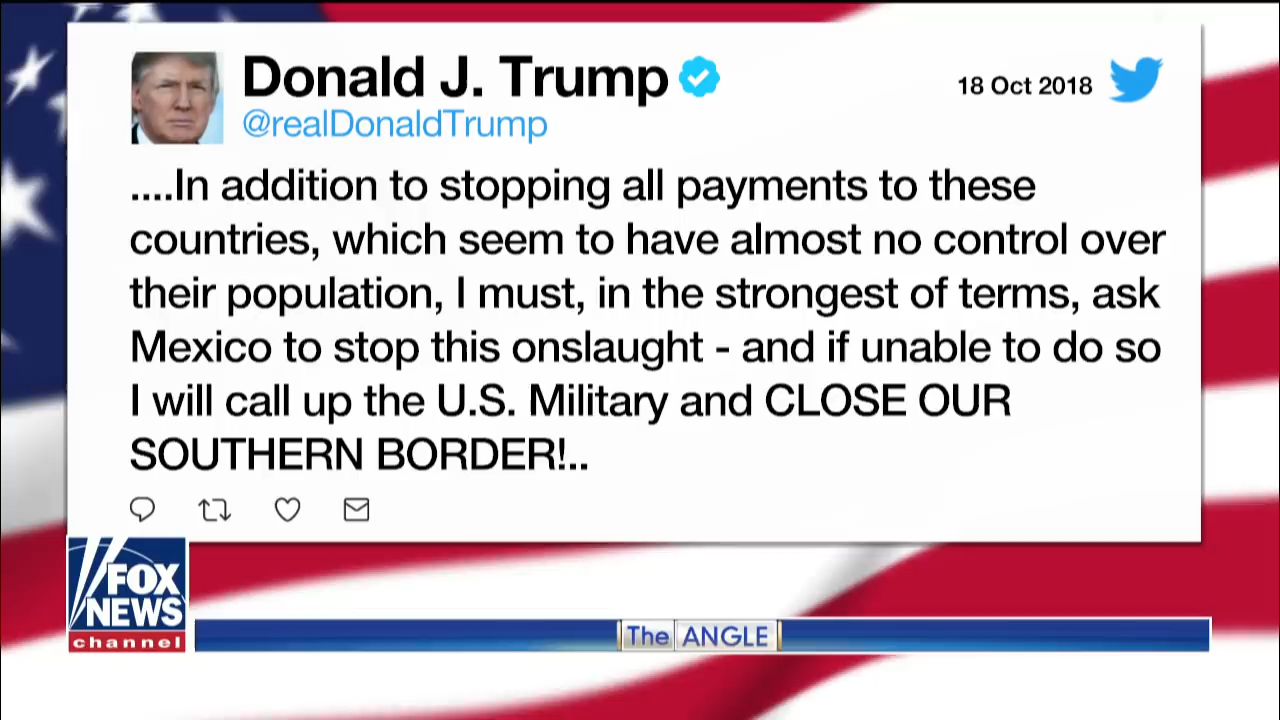 Donald J. Trump
@realDonaldTrump
18 Oct 2018
....In addition to stopping all payments to these
countries, which seem to have almost no control over
their population, I must, in the strongest of terms, ask
Mexico to stop this onslaught - and if unable to do so
I will call up the U.S. Military and CLOSE OUR
SOUTHERN BORDER!..
FOX
NEWS
channel
The ANGLE